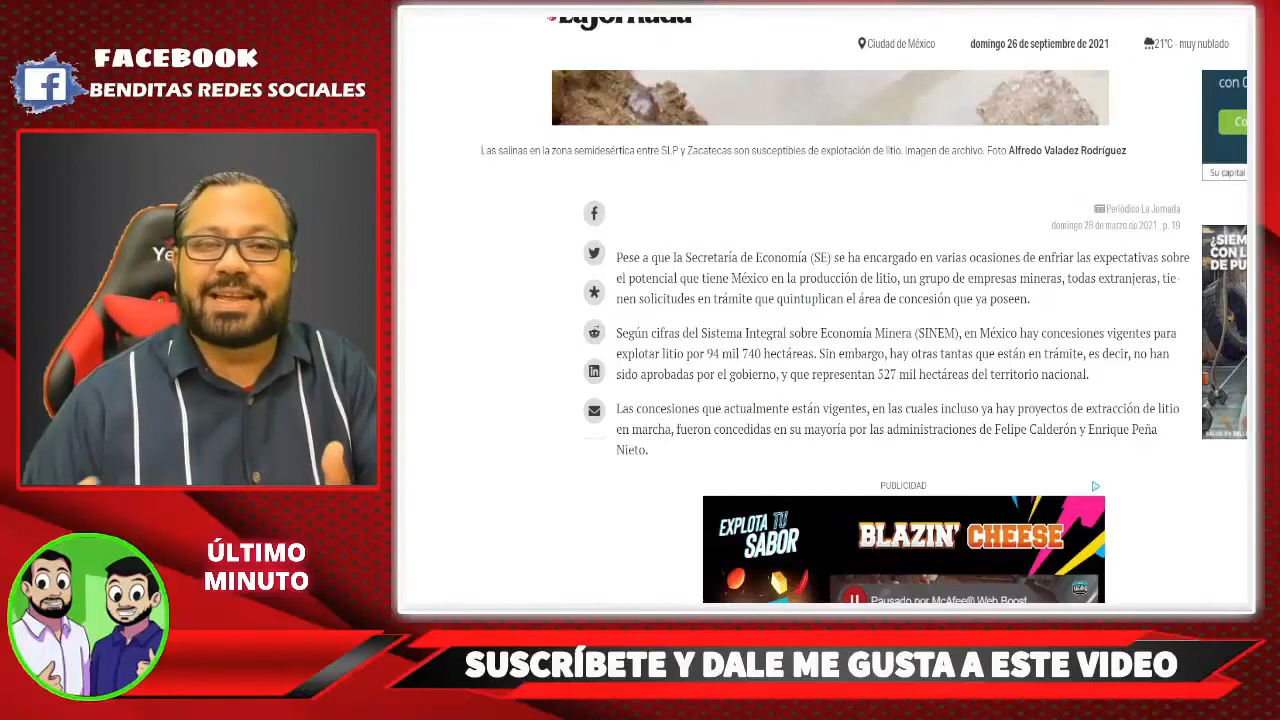 FACEBOOK
BENDITAS REDES SOCIALES
ÚLTIMO
MINUTO
La Jornada
Ciudad de México
domingo 26 de septiembre de 2021
21°C - muy nublado
Las salinas en la zona semidesértica entre SLP y Zacatecas son susceptibles de explotación de litio. imagen de archivo. Foto Alfredo Valadez Rodríguez
Periódico La Jornada
domingo 28 de marzo de 2021 , p. 19
Pese a que la Secretaría de Economía (SE) se ha encargado en varias ocasiones de enfriar las expectativas sobre
el potencial que tiene México en la producción de litio, un grupo de empresas mineras, todas extranjeras, tie-
nen solicitudes en trámite que quintuplican el área de concesión que ya poseen.
Según cifras del Sistema Integral sobre Economía Minera (SINEM), en México hay concesiones vigentes para
explotar litio por 94 mil 740 hectáreas. Sin embargo, hay otras tantas que están en trámite, es decir, no han
sido aprobadas por el gobierno, y que representan 527 mil hectáreas del territorio nacional.
Las concesiones que actualmente están vigentes, en las cuales incluso ya hay proyectos de extracción de litio
en marcha, fueron concedidas en su mayoría por las administraciones de Felipe Calderón y Enrique Peña
Nieto.
PUBLICIDAD
EXPLOTA TU
SABOR
BLAZIN' CHEESE
Pausado por McAfee® Web Boost
con
Su capital
¿SIEM
CON L
DE PU
SUSCRÍBETE Y DALE ME GUSTA A ESTE VIDEO